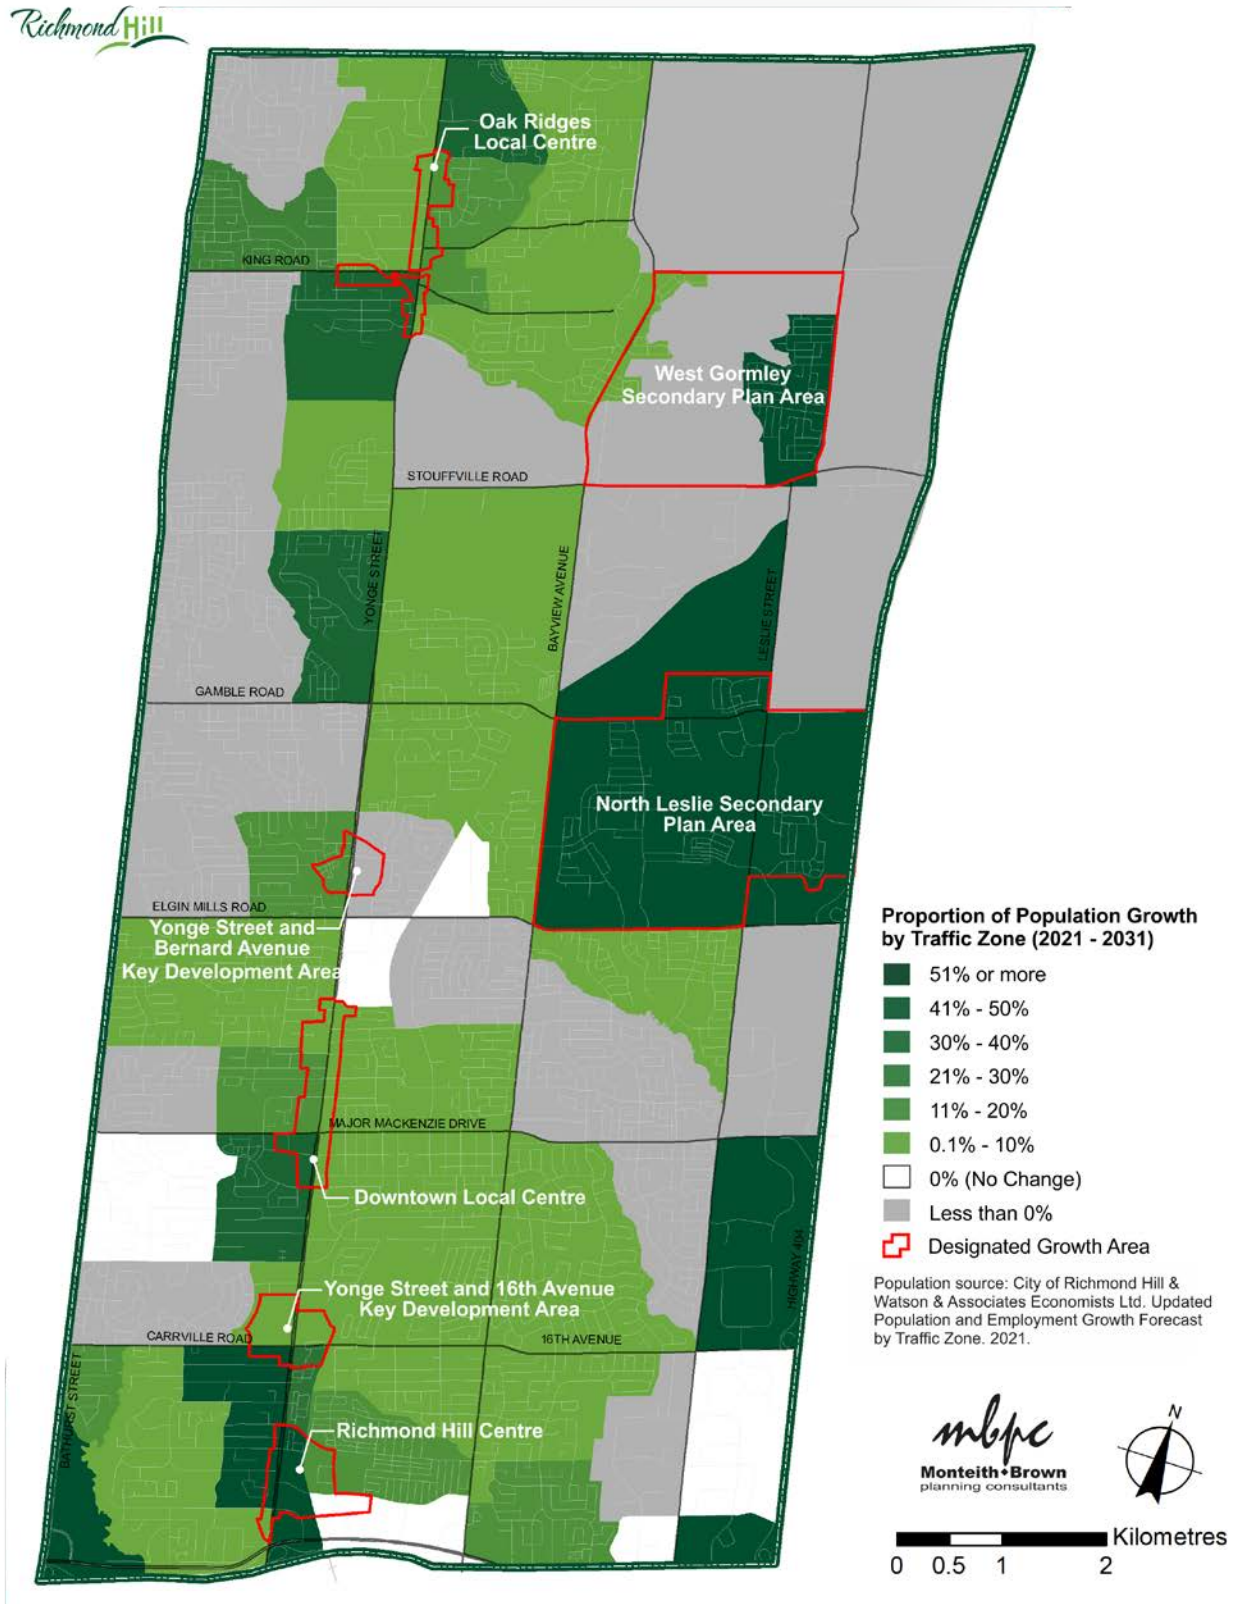 Richmond Hill
Oak Ridges
Local Centre
KING ROAD
West Gormley
Secondary Plan Area
STOUFFVILLE ROAD
YONGE STREET
BAYVIEW AVENUE
LESLIE STREET
GAMBLE ROAD
North Leslie Secondary
Plan Area
ELGIN MILLS ROAD
Yonge Street and
Bernard Avenue
Key Development Area
MAJOR MACKENZIE DRIVE
Downtown Local Centre
HIGHWAY 404
Yonge Street and 16th Avenue
Key Development Area
CARRVILLE ROAD
16TH AVENUE
BATHURST STREET
Richmond Hill Centre
Proportion of Population Growth
by Traffic Zone (2021 - 2031)
51% or more
41% - 50%
30% - 40%
21% - 30%
11% - 20%
0.1% - 10%
0% (No Change)
Less than 0%
Designated Growth Area
Population source: City of Richmond Hill &
Watson & Associates Economists Ltd. Updated
Population and Employment Growth Forecast
by Traffic Zone. 2021.
mbpc
Monteith♦Brown
planning consultants
N
Kilometres
0 0.5 1 2